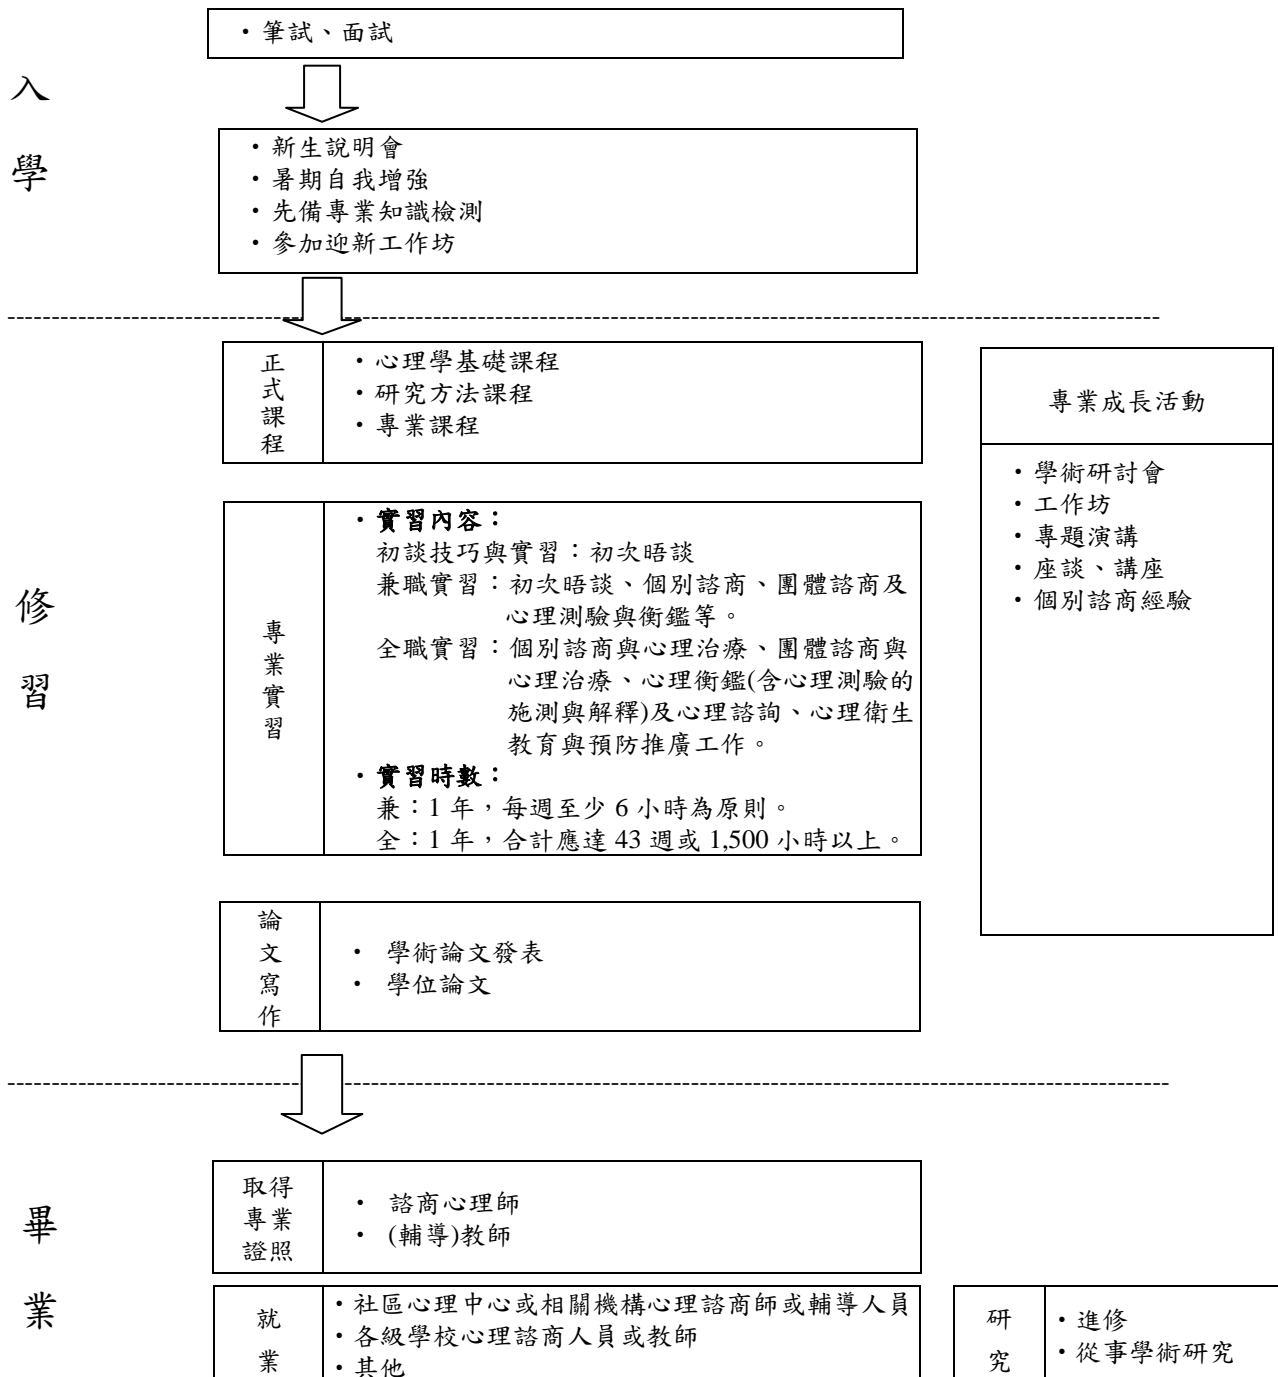 入學
・筆試、面試
・新生說明會
・暑期自我增強
・先備專業知識檢測
・參加迎新工作坊
修習
正式課程
・心理學基礎課程
・研究方法課程
・專業課程
專業實習
・實習內容：
初談技巧與實習：初次晤談
兼職實習：初次晤談、個別諮商、團體諮商及
心理測驗與衡鑑等。
全職實習：個別諮商與心理治療、團體諮商與
心理治療、心理衡鑑(含心理測驗的
施測與解釋)及心理諮詢、心理衛生
教育與預防推廣工作。
・實習時數：
兼：1 年，每週至少 6 小時為原則。
全：1 年，合計應達 43 週或 1,500 小時以上。
論文寫作
・ 學術論文發表
・ 學位論文
專業成長活動
・學術研討會
・工作坊
・專題演講
・座談、講座
・個別諮商經驗
畢業
取得
專業
證照
・ 諮商心理師
・ (輔導)教師
就業
・社區心理中心或相關機構心理諮商師或輔導人員
・各級學校心理諮商人員或教師
・其他
研究
・進修
・從事學術研究